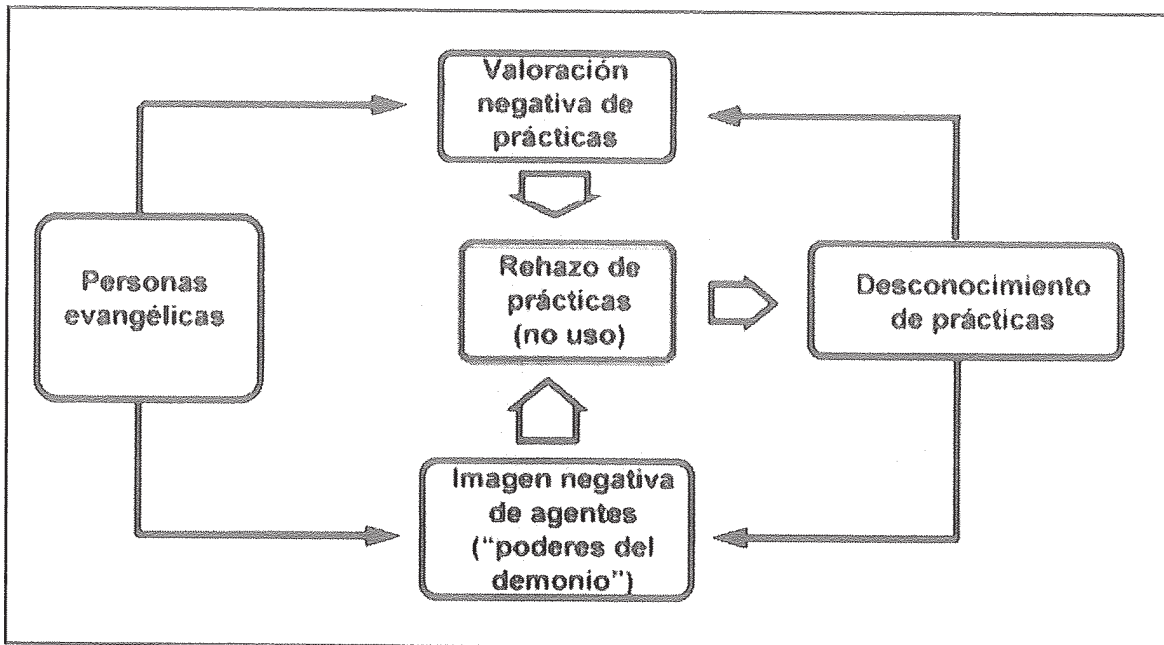 Valoración
negativa de
prácticas
Personas
evangélicas
Rehazo de
prácticas
(no uso)
Desconocimiento
de prácticas
Imagen negativa
de agentes
(“poderes del
demonio”)